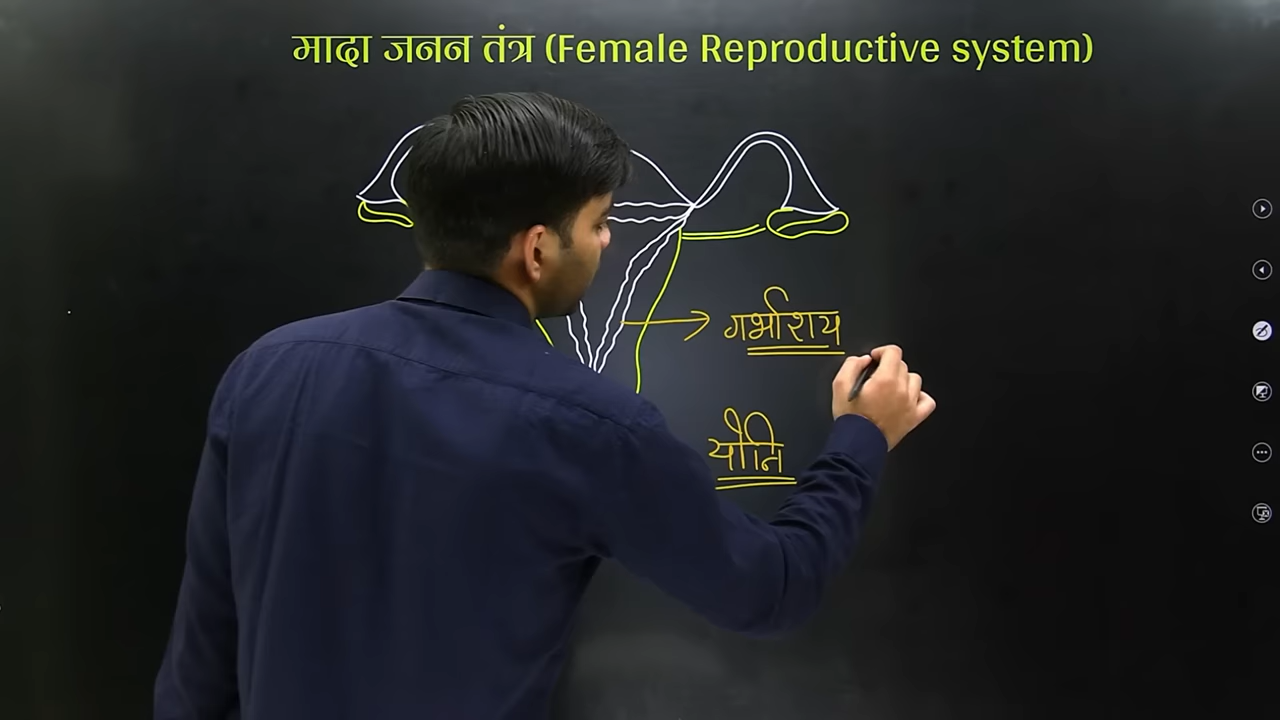 मादा जनन तंत्र (Female Reproductive system)
गर्भाशय
योनि